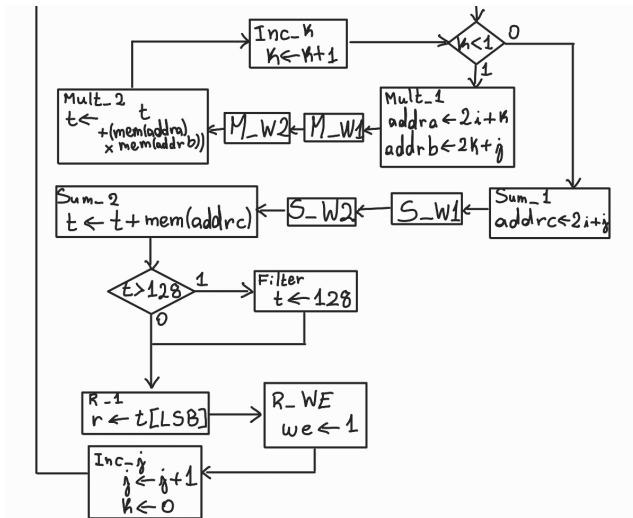 Inc_k
k←k+1
k<1
0
1
Mult_2
t← t
+(mem(addra)
× mem(addrb))
M_W2
M_W1
Mult_1
addra←2i+k
addrb←2k+j
Sum_2
t ← t+mem(addrc)
S_W2
S_W1
Sum_1
addrc←2i+j
t>128
1
0
Filter
t←128
R_1
r ← t[LSB]
R_WE
we←1
Inc_j
j←j+1
k←0